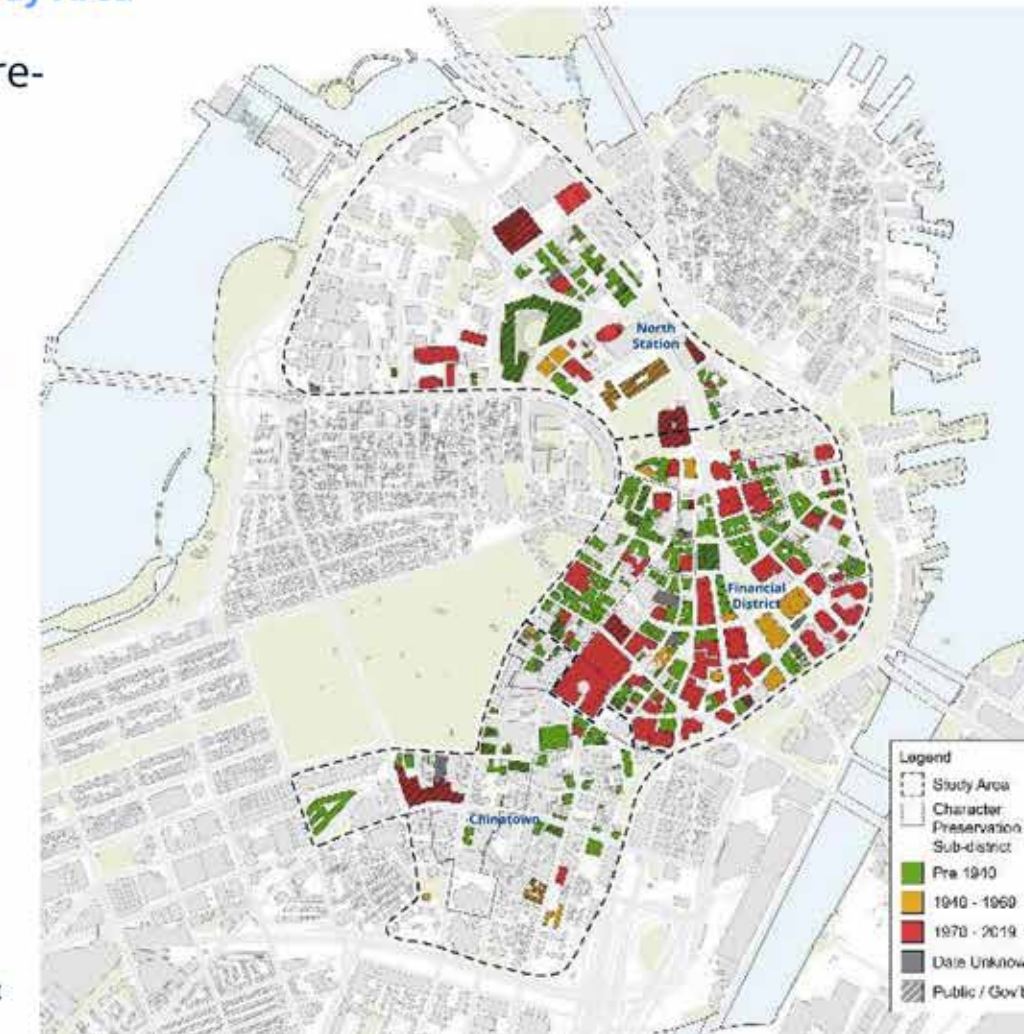 re-
North
Station
Financial
District
Chinatown
Legend
Study Area
Character
Preservation
Sub-district
Pre 1940
1940 - 1969
1970 - 2019
Date Unknow
Public / Gov't